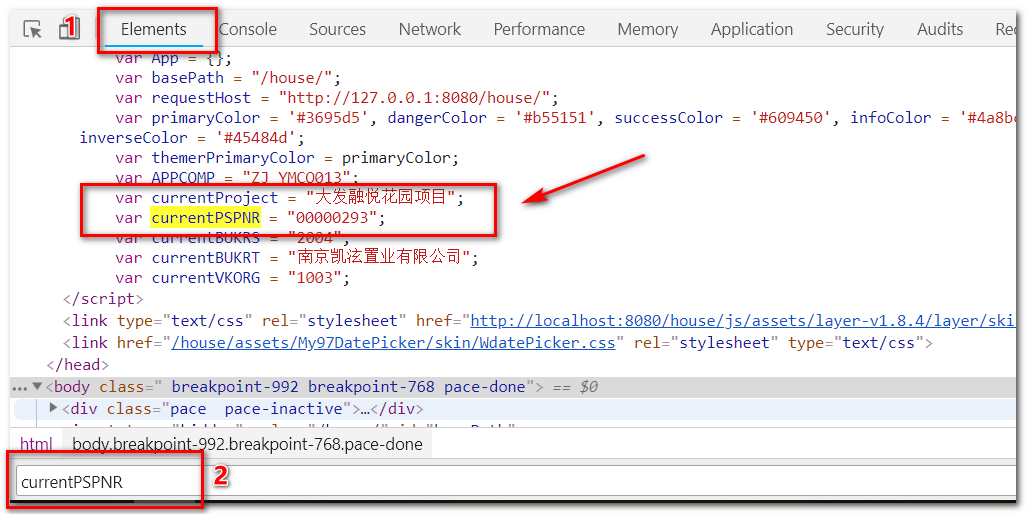 1
Elements Console Sources Network Performance Memory Application Security Audits Rec
var App = {};
var basePath = "/house/";
var requestHost = "http://127.0.0.1:8080/house/";
var primaryColor = '#3695d5', dangerColor = '#b55151', successColor = '#609450', infoColor = '#4a8bc
inverseColor = '#45484d';
var themerPrimaryColor = primaryColor;
var APPCOMP = "ZJ_YMCO013";
var currentProject = "大发融悦花园项目";
var currentPSPNR = "00000293";
var currentBUKRS = "2004";
var currentBUKRT = "南京凯泫置业有限公司";
var currentVKORG = "1003";
</script>
<link type="text/css" rel="stylesheet" href="http://localhost:8080/house/js/assets/layer-v1.8.4/layer/skin
<link href="/house/assets/My97DatePicker/skin/WdatePicker.css" rel="stylesheet" type="text/css">
</head>
...▼<body class=" breakpoint-992 breakpoint-768 pace-done"> == $0
▶<div class="pace  pace-inactive">…</div>
html body.breakpoint-992.breakpoint-768.pace-done
2
currentPSPNR